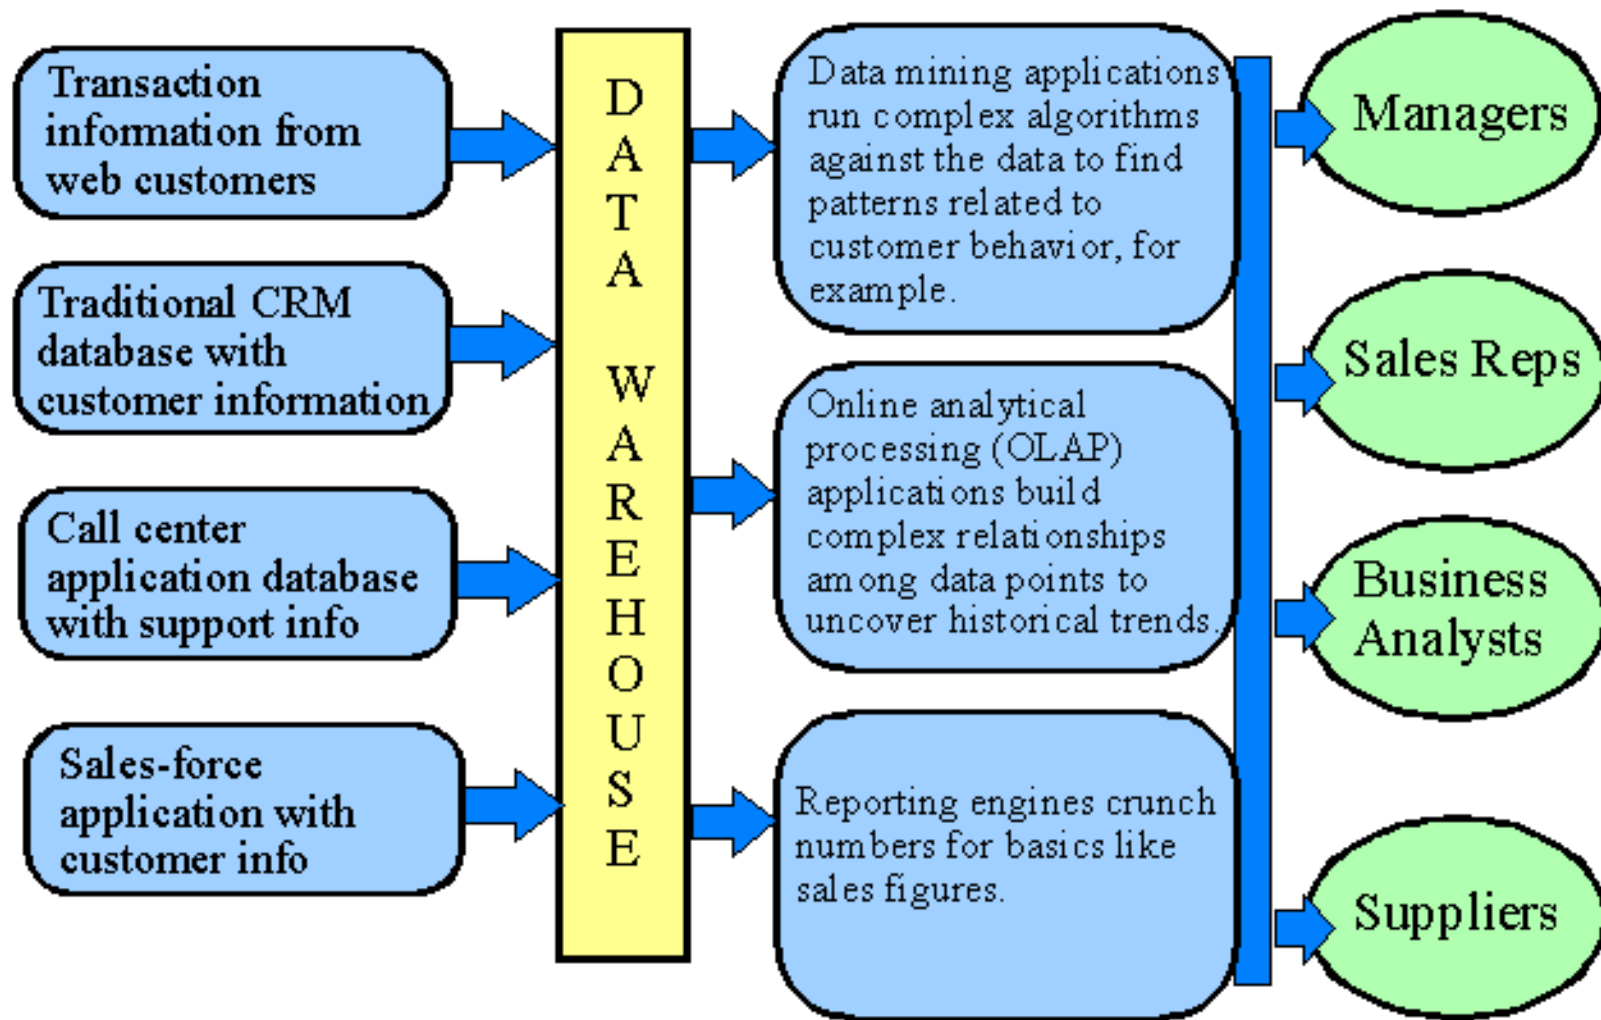 Transaction
information from
web customers
Traditional CRM
database with
customer information
Call center
application database
with support info
Sales-force
application with
customer info
DATA WAREHOUSE
Data mining applications
run complex algorithms
against the data to find
patterns related to
customer behavior, for
example.
Online analytical
processing (OLAP)
applications build
complex relationships
among data points to
uncover historical trends.
Reporting engines crunch
numbers for basics like
sales figures.
Managers
Sales Reps
Business
Analysts
Suppliers